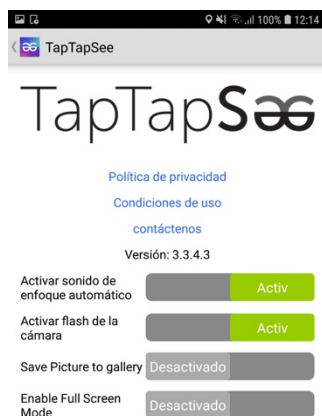 100% 12:14
TapTapSee
TapTapSee
Política de privacidad
Condiciones de uso
contáctenos
Versión: 3.3.4.3
Activar sonido de
enfoque automático
Activ
Activar flash de la
cámara
Activ
Save Picture to gallery
Desactivado
Enable Full Screen
Mode
Desactivado